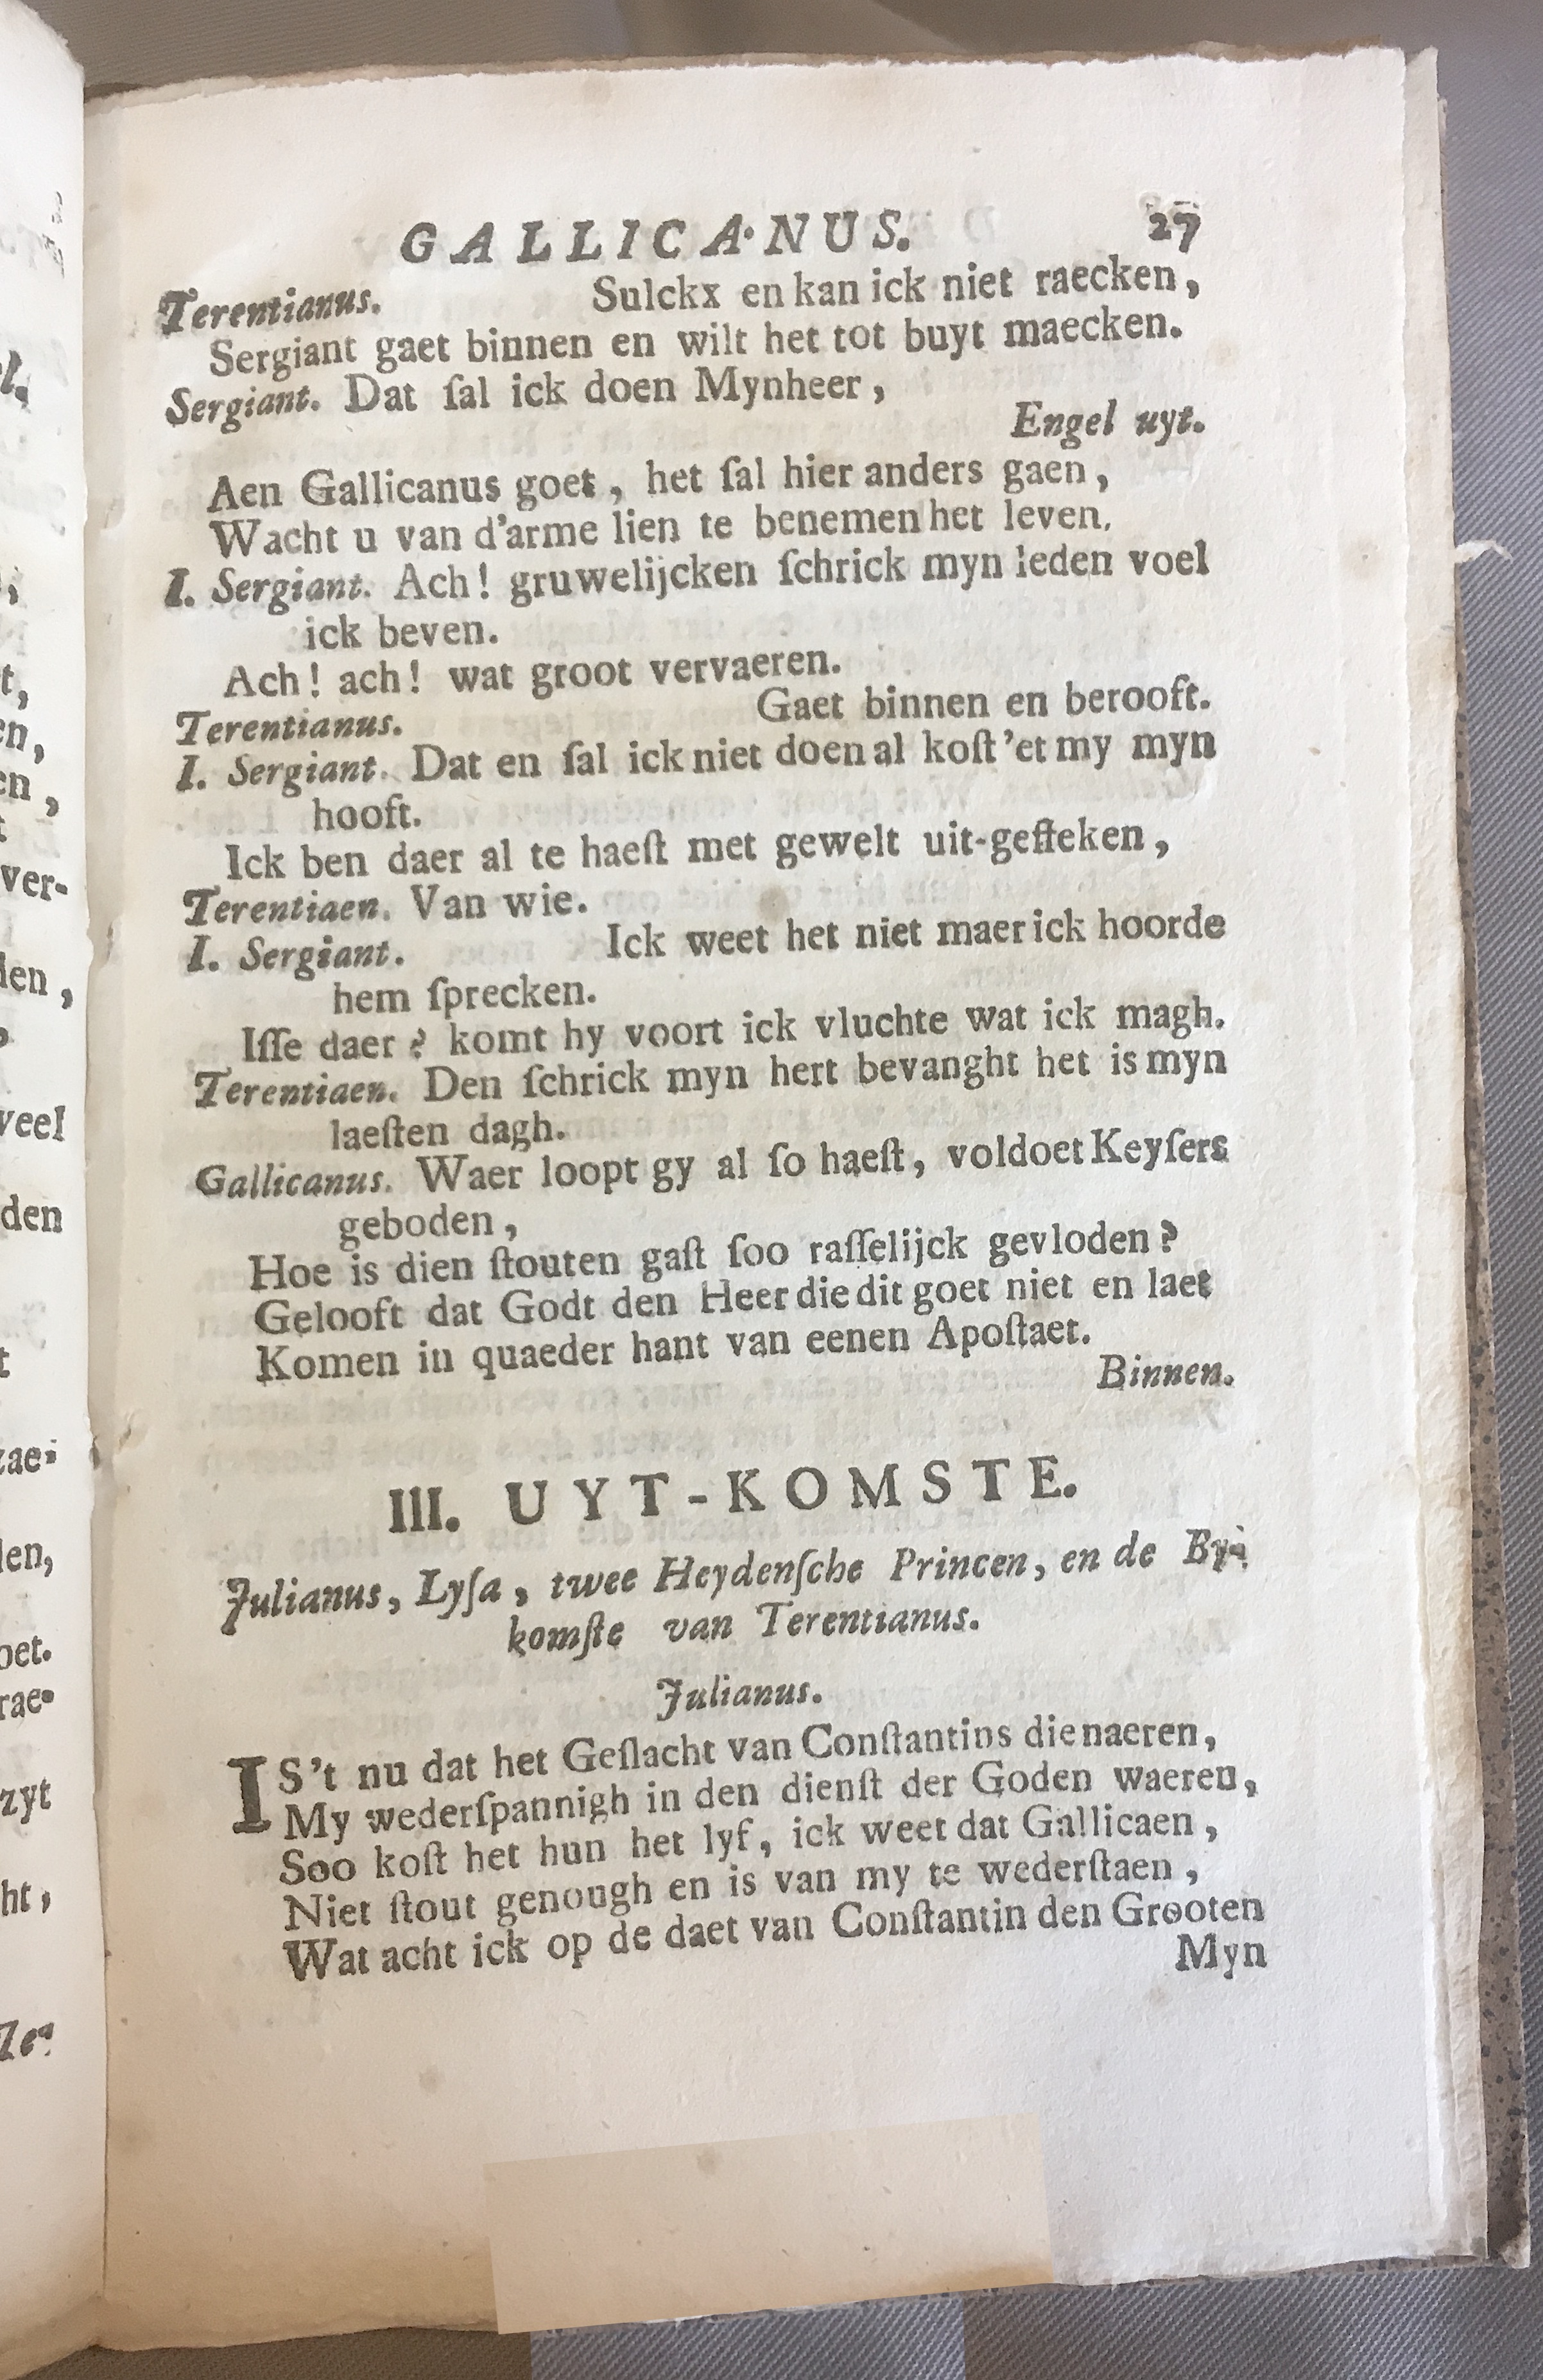 GALLICANUS. 27
Terentianus. Sulckx en kan ick niet raecken,
Sergiant gaet binnen en wilt het tot buyt maecken.
Sergiant. Dat ſal ick doen Mynheer,
Engel uyt.
Aen Gallicanus goet, het ſal hier anders gaen,
Wacht u van d'arme lien te benemen het leven.
I. Sergiant. Ach! gruwelijcken ſchrick myn leden voel
ick beven.
Ach! ach! wat groot vervaeren.
Terentianus. Gaet binnen en berooft.
I. Sergiant. Dat en ſal ick niet doen al koſt'et my myn
hooft.
Ick ben daer al te haeſt met gewelt uit-geſteken,
Terentiaen. Van wie.
I. Sergiant. Ick weet het niet maer ick hoorde
hem ſprecken.
Iſſe daer? komt hy voort ick vluchte wat ick magh.
Terentiaen. Den ſchrick myn hert bevanght het is myn
laeſten dagh.
Gallicanus. Waer loopt gy al ſo haeſt, voldoet Keyſers
geboden,
Hoe is dien ſtouten gaſt ſoo raſſelijck gevloden?
Gelooft dat Godt den Heer die dit goet niet en laet
Komen in quaeder hant van eenen Apoſtaet.
Binnen.
III. UYT-KOMSTE.
Julianus, Lyſa, twee Heydenſche Princen, en de By-
komſte van Terentianus.
Julianus.
IS't nu dat het Geſlacht van Conſtantins dienaeren,
My wederſpannigh in den dienſt der Goden waeren,
Soo koſt het hun het lyf, ick weet dat Gallicaen,
Niet ſtout genough en is van my te wederſtaen,
Wat acht ick op de daet van Conſtantin den Grooten
Myn
ver-
den,
veel
den
zae-
len,
oet.
rae-
zyt
ht,